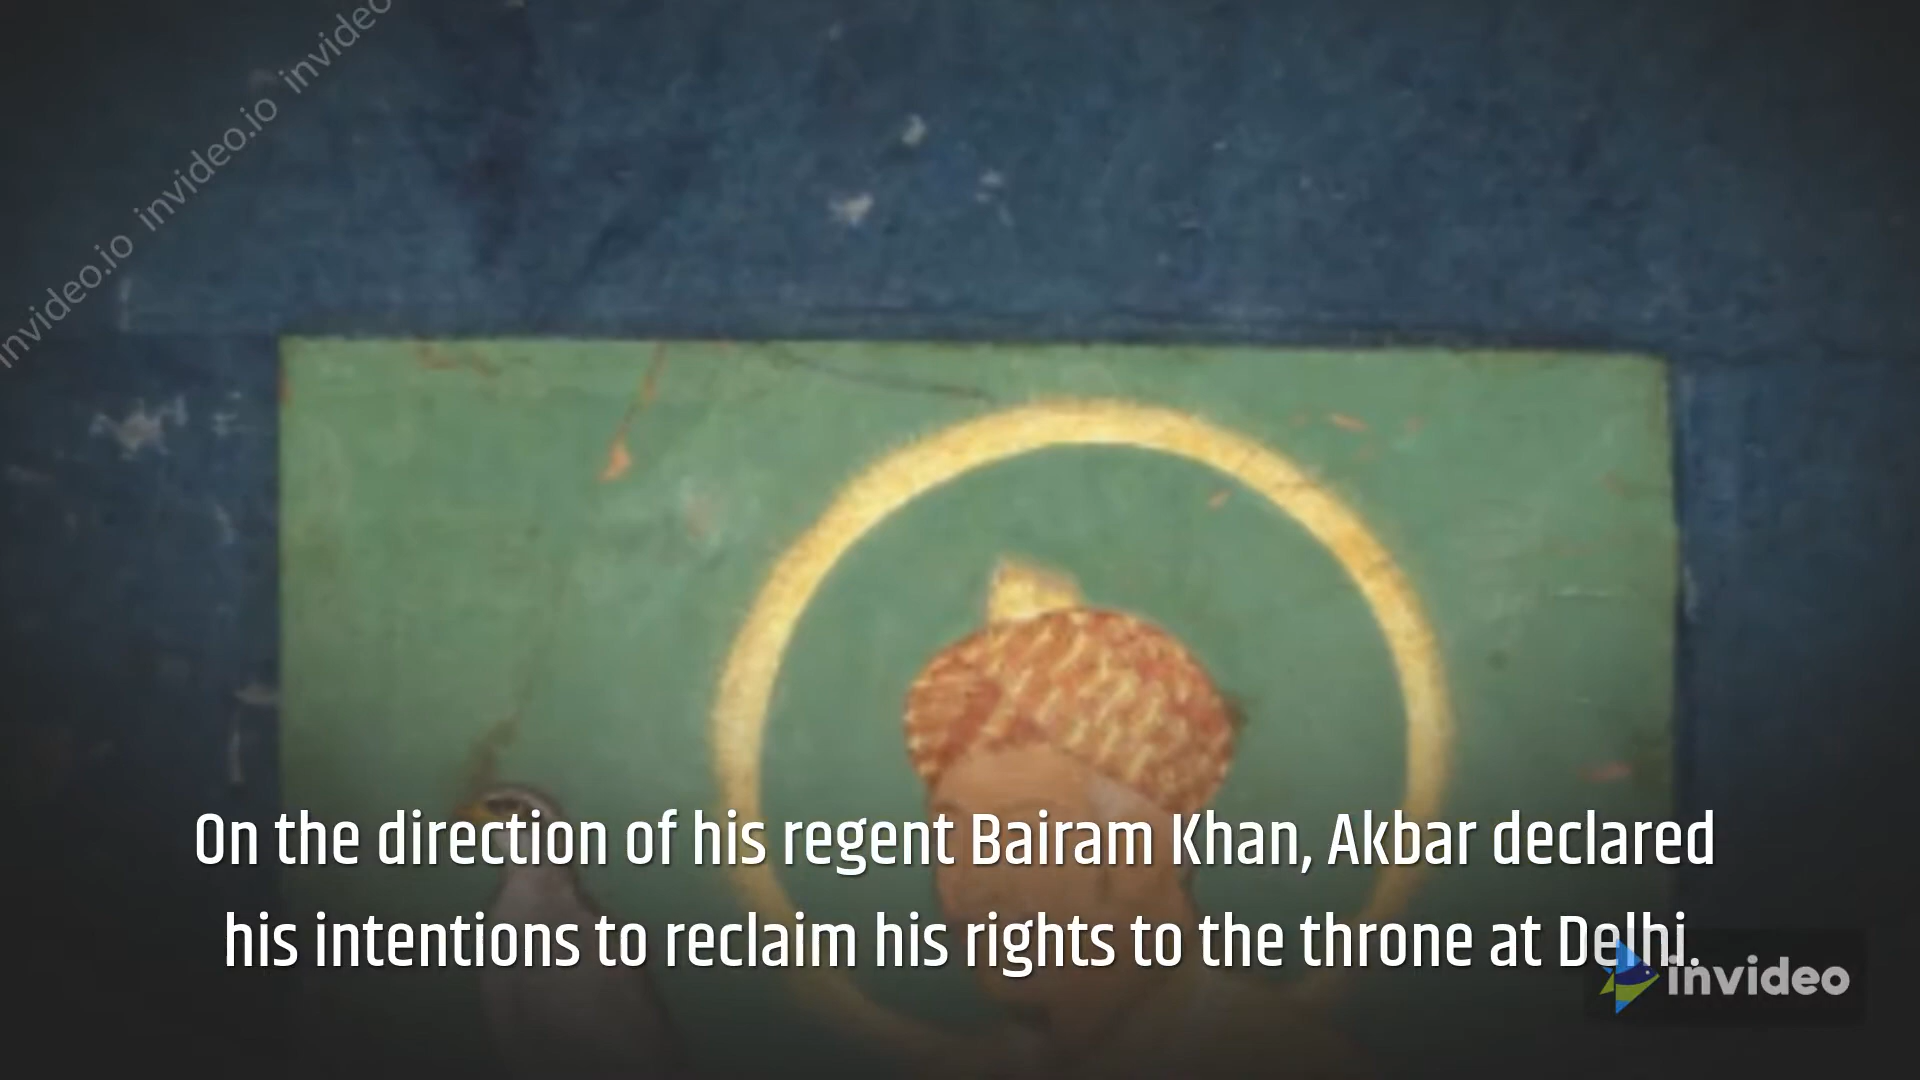 invideo.io invideo.io invideo
On the direction of his regent Bairam Khan, Akbar declared
his intentions to reclaim his rights to the throne at Delhi.
invideo